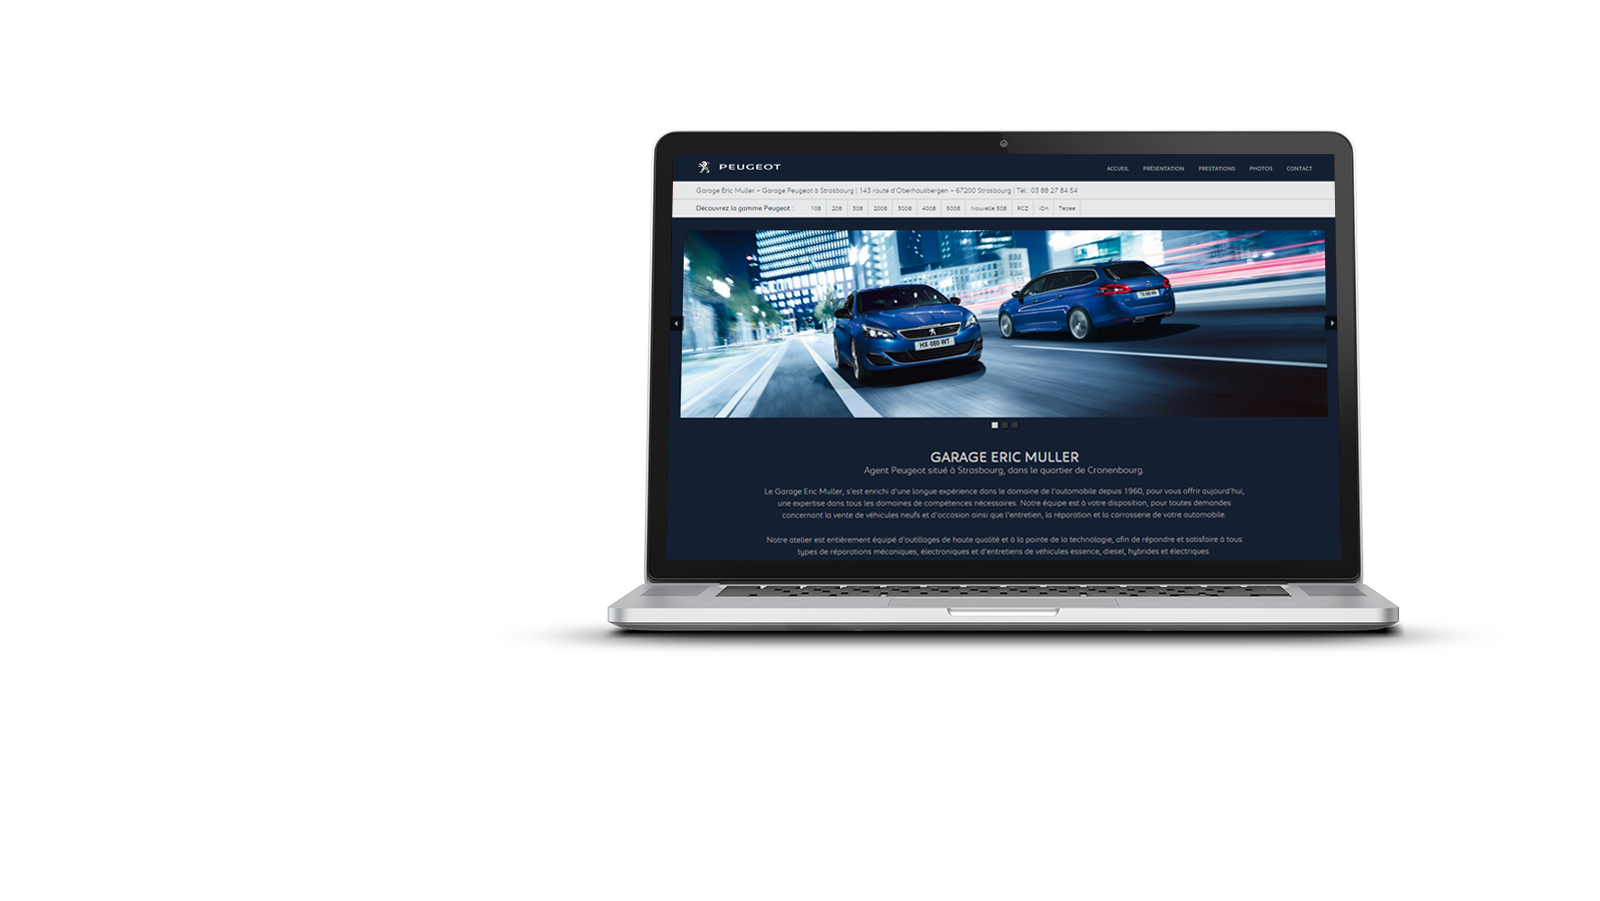 PEUGEOT
ACCUEIL PRÉSENTATION PRESTATIONS PHOTOS CONTACT
Garage Eric Muller – Garage Peugeot à Strasbourg | 143 route d'Oberhausbergen – 67200 Strasbourg | Tél : 03 88 27 84 54
Découvrez la gamme Peugeot : 108 208 308 2008 3008 4008 5008 Nouvelle 508 RCZ iOn Tepee
HX-080-WT
GARAGE ERIC MULLER
Agent Peugeot situé à Strasbourg, dans le quartier de Cronenbourg.
Le Garage Eric Muller, s'est enrichi d'une longue expérience dans le domaine de l'automobile depuis 1960, pour vous offrir aujourd'hui,
une expertise dans tous les domaines de compétences nécessaires. Notre équipe est à votre disposition, pour toutes demandes
concernant la vente de véhicules neufs et d'occasion ainsi que l'entretien, la réparation et la carrosserie de votre automobile.
Notre atelier est entièrement équipé d'outillages de haute qualité et à la pointe de la technologie, afin de répondre et satisfaire à tous
types de réparations mécaniques, électroniques et d'entretiens de véhicules essence, diesel, hybrides et électriques.